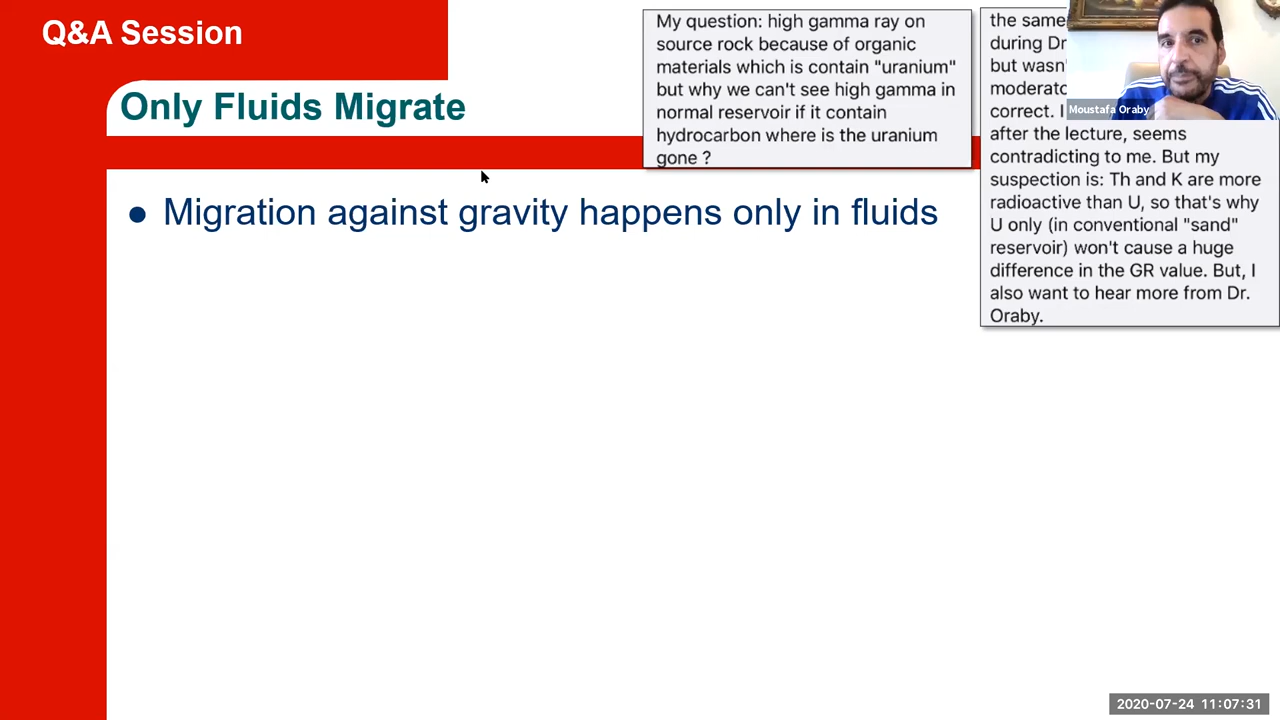 Q&A Session
Only Fluids Migrate
My question: high gamma ray on
source rock because of organic
materials which is contain "uranium"
but why we can't see high gamma in
normal reservoir if it contain
hydrocarbon where is the uranium
gone ?
the same
during
but
correct.
after the lecture, seems
contradicting to me. But my
suspection is: Th and K are more
radioactive than U, so that's why
U only (in conventional "sand"
reservoir) won't cause a huge
difference in the GR value. But, I
also want to hear more from Dr.
Oraby.
Moustafa Oraby
● Migration against gravity happens only in fluids
2020-07-24 11:07:31